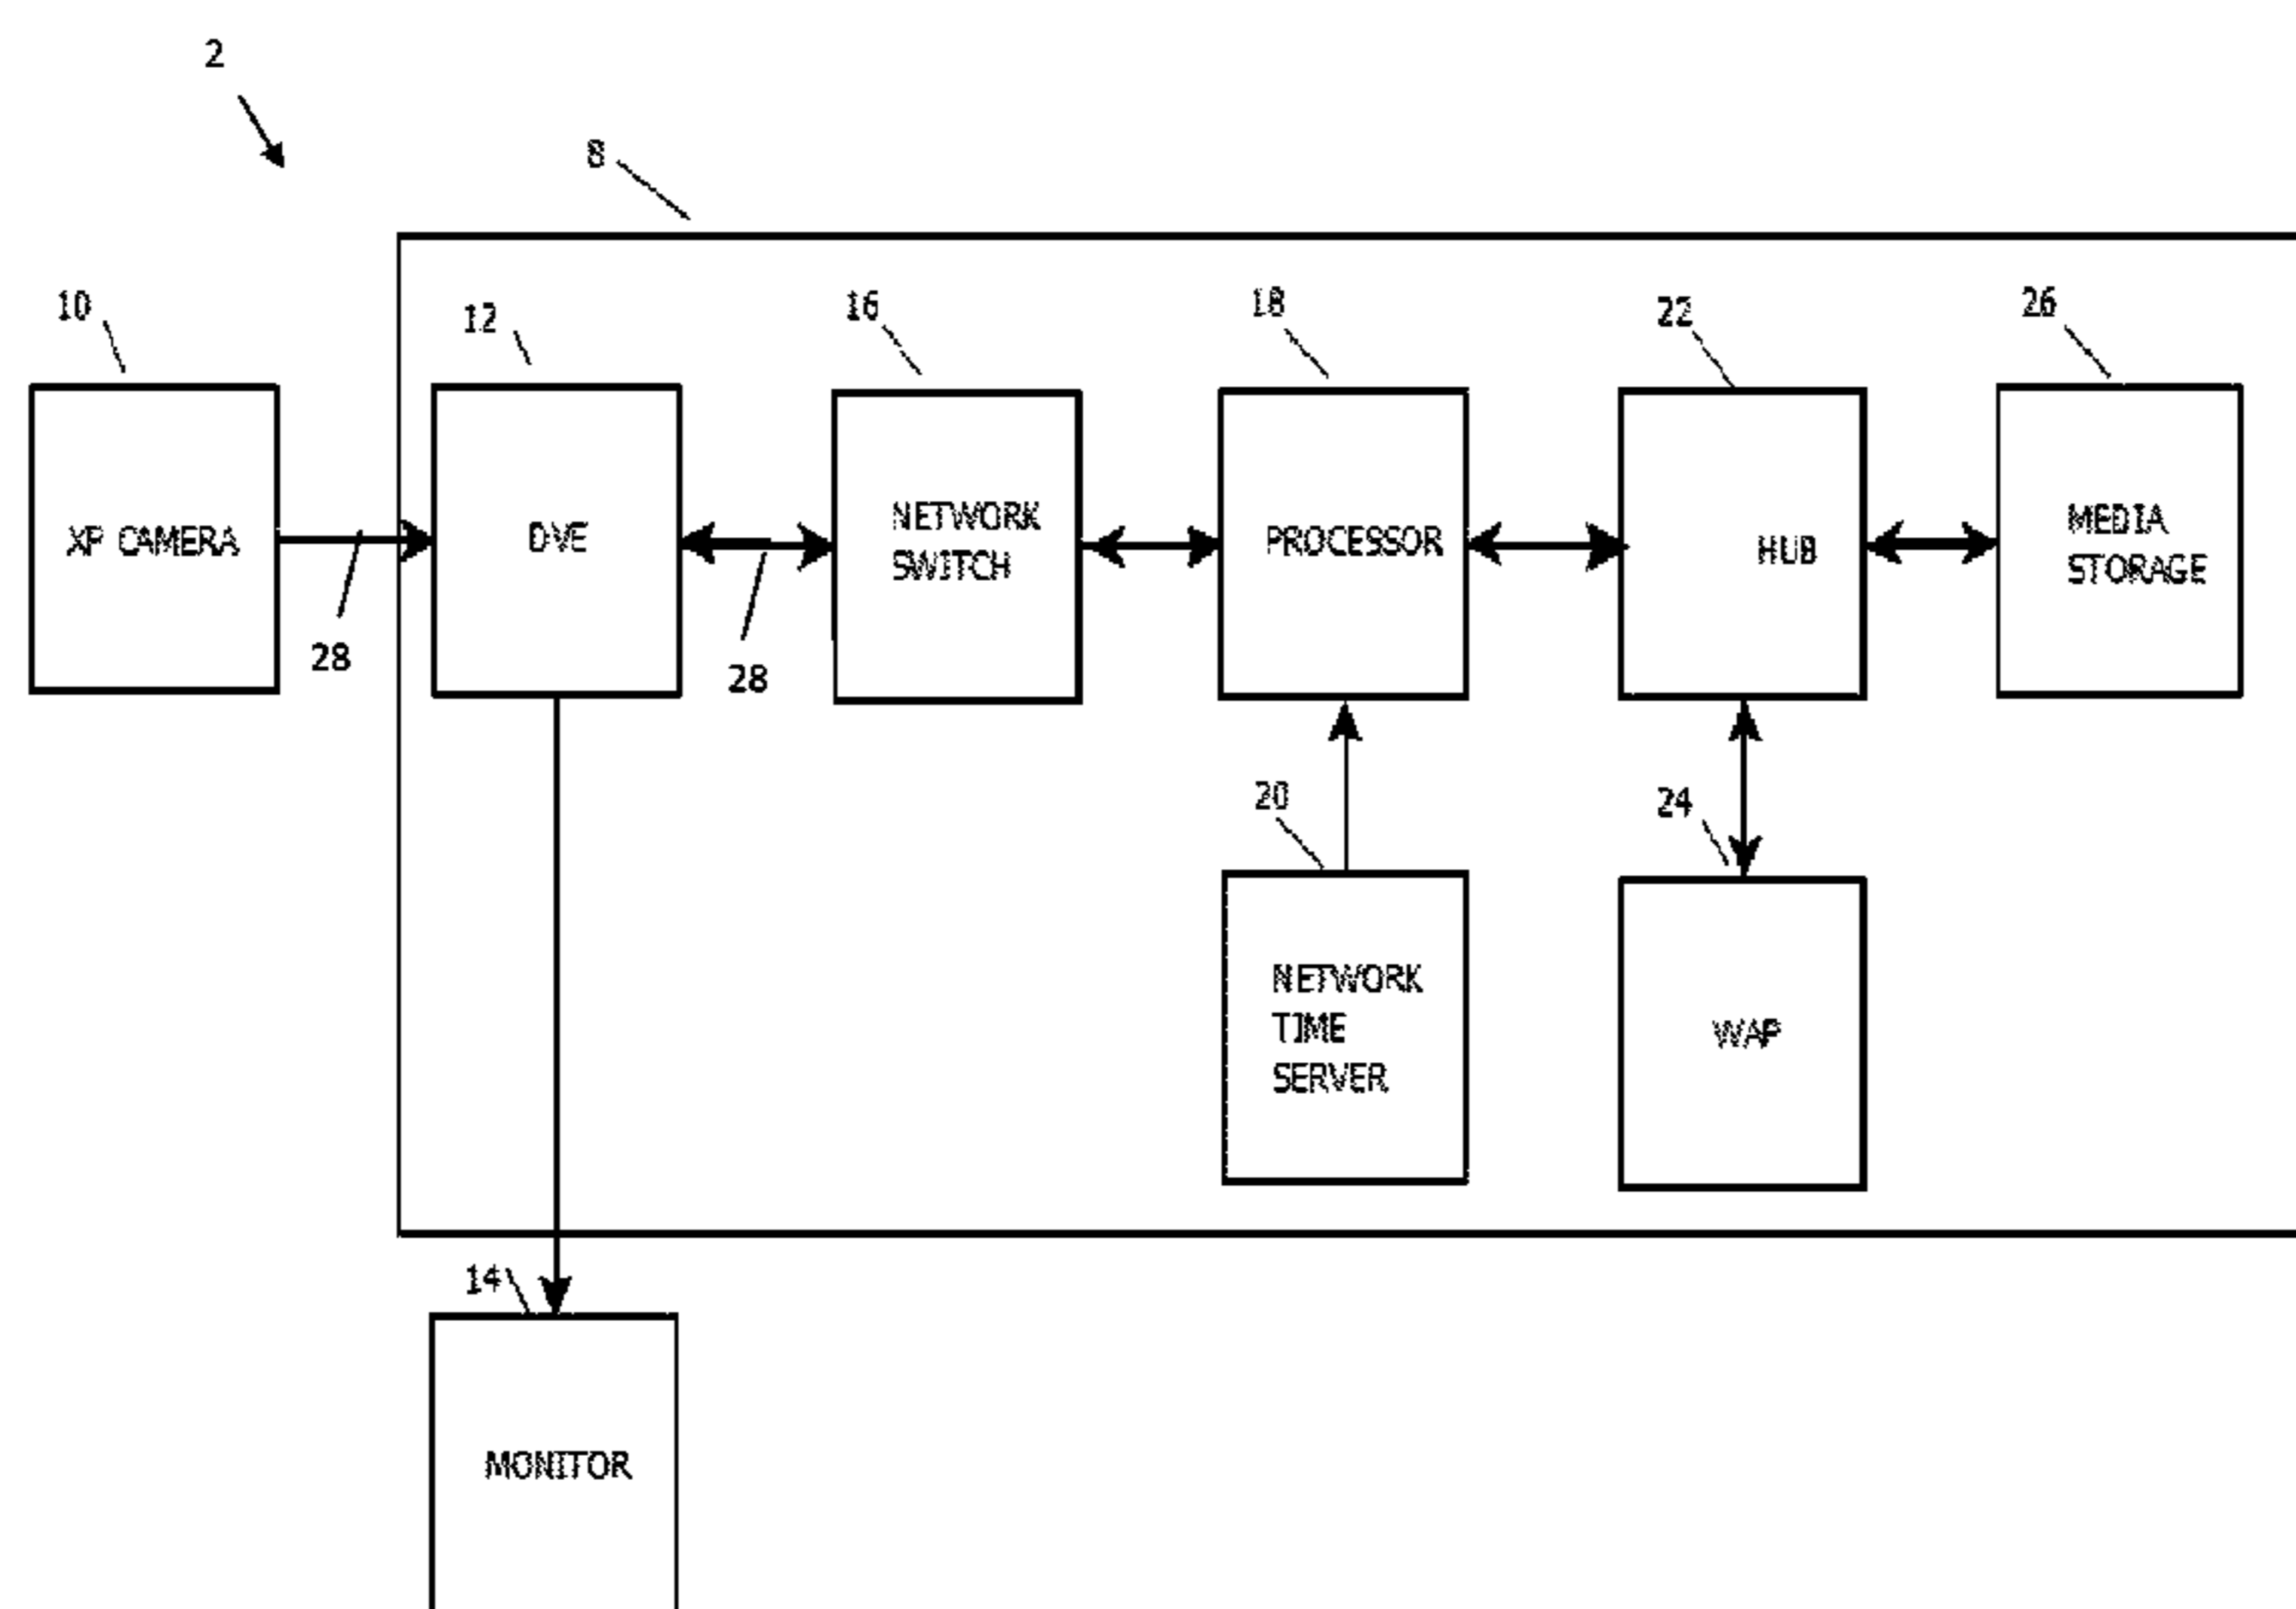 2
8
10
12
16
18
22
26
XP CAMERA
DVE
NETWORK
SWITCH
PROCESSOR
HUB
MEDIA
STORAGE
28
28
20
24
NETWORK
TIME
SERVER
WAP
14
MONITOR